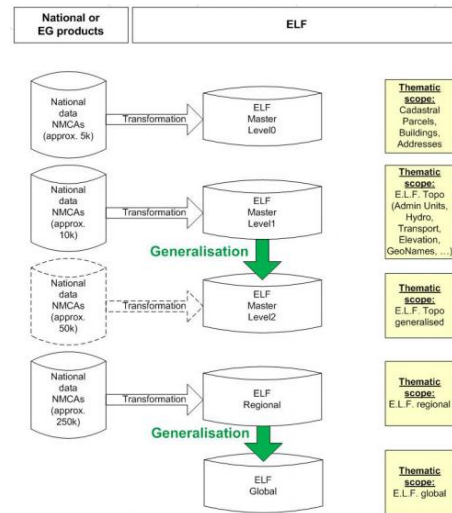 National or
EG products
ELF
National
data
NMCAs
(approx. 5k)
Transformation
ELF
Master
Level0
Thematic
scope:
Cadastral
Parcels,
Buildings,
Addresses
National
data
NMCAs
(approx.
10k)
Transformation
ELF
Master
Level1
Thematic
scope:
E.L.F. Topo
(Admin Units,
Hydro,
Transport,
Elevation,
GeoNames, ...)
Generalisation
National
data
NMCAs
(approx.
50k)
Transformation
ELF
Master
Level2
Thematic
scope:
E.L.F. Topo
generalised
National
data
NMCAs
(approx.
250k)
Transformation
ELF
Regional
Thematic
scope:
E.L.F. regional
Generalisation
ELF
Global
Thematic
scope:
E.L.F. global